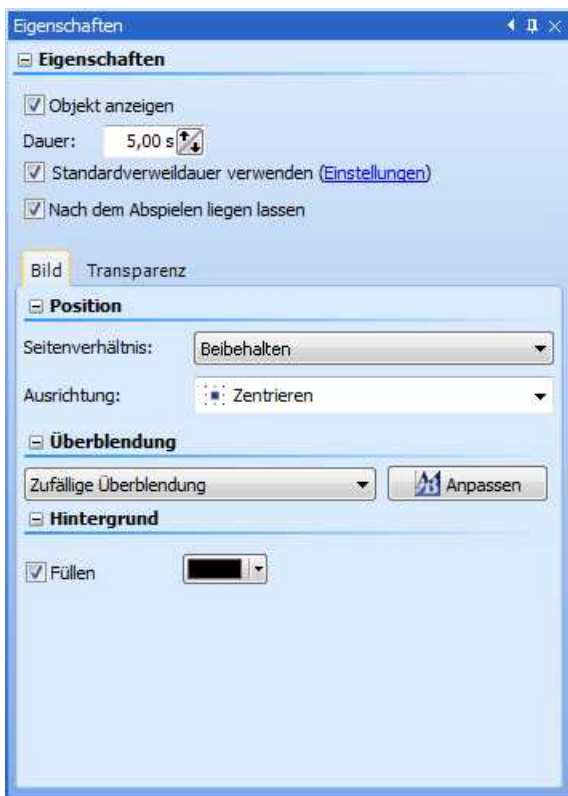 Eigenschaften
Eigenschaften
Objekt anzeigen
Dauer: 5,00 s
Standardverweildauer verwenden (Einstellungen)
Nach dem Abspielen liegen lassen
Bild Transparenz
Position
Seitenverhältnis: Beibehalten
Ausrichtung: Zentrieren
Überblendung
Zufällige Überblendung Anpassen
Hintergrund
Füllen